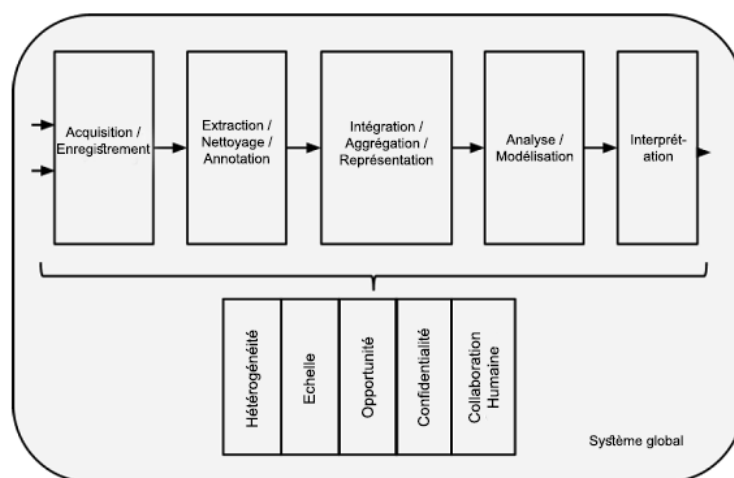 Acquisition /
Enregistrement
Extraction /
Nettoyage /
Annotation
Intégration /
Aggrégation /
Représentation
Analyse /
Modélisation
Interprét-
ation
Hétérogénéité
Echelle
Opportunité
Confidentialité
Collaboration
Humaine
Système global